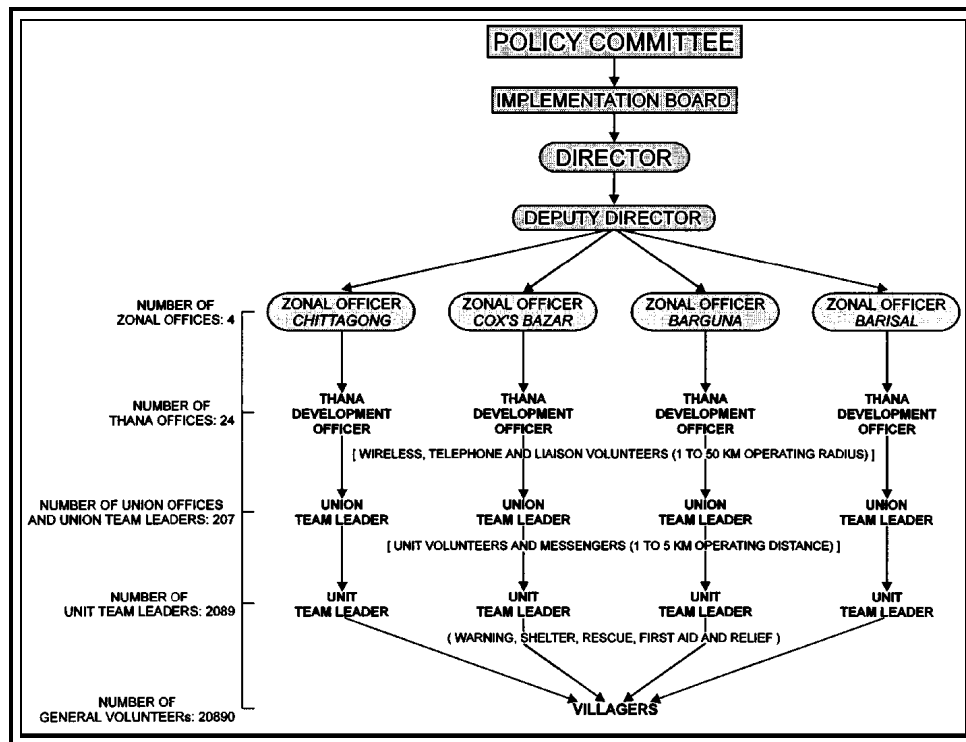 POLICY COMMITTEE
IMPLEMENTATION BOARD
DIRECTOR
DEPUTY DIRECTOR
NUMBER OF
ZONAL OFFICES: 4
ZONAL OFFICER
CHITTAGONG
ZONAL OFFICER
COX'S BAZAR
ZONAL OFFICER
BARGUNA
ZONAL OFFICER
BARISAL
NUMBER OF
THANA OFFICES: 24
THANA
DEVELOPMENT
OFFICER
THANA
DEVELOPMENT
OFFICER
THANA
DEVELOPMENT
OFFICER
THANA
DEVELOPMENT
OFFICER
[ WIRELESS, TELEPHONE AND LIAISON VOLUNTEERS (1 TO 50 KM OPERATING RADIUS) ]
NUMBER OF UNION OFFICES
AND UNION TEAM LEADERS: 207
UNION
TEAM LEADER
UNION
TEAM LEADER
UNION
TEAM LEADER
UNION
TEAM LEADER
[ UNIT VOLUNTEERS AND MESSENGERS (1 TO 5 KM OPERATING DISTANCE) ]
NUMBER OF
UNIT TEAM LEADERS: 2089
UNIT
TEAM LEADER
UNIT
TEAM LEADER
UNIT
TEAM LEADER
UNIT
TEAM LEADER
( WARNING, SHELTER, RESCUE, FIRST AID AND RELIEF )
NUMBER OF
GENERAL VOLUNTEERs: 20890
VILLAGERS